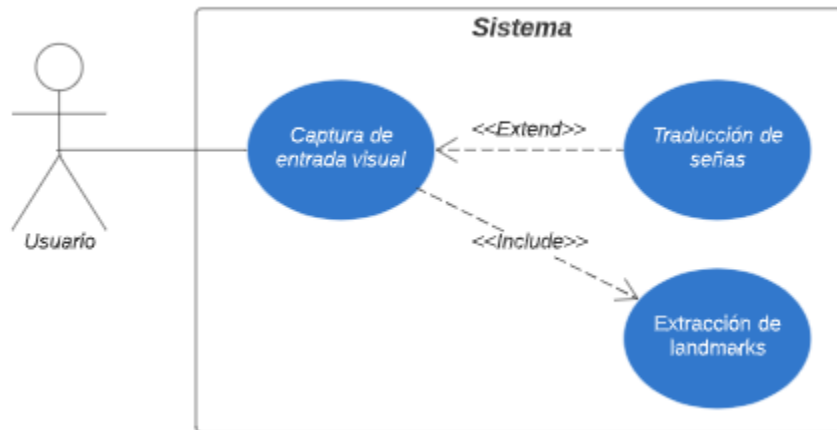 Sistema
Captura de
entrada visual
<<Extend>>
Traducción de
señas
Usuario
<<Include>>
Extracción de
landmarks